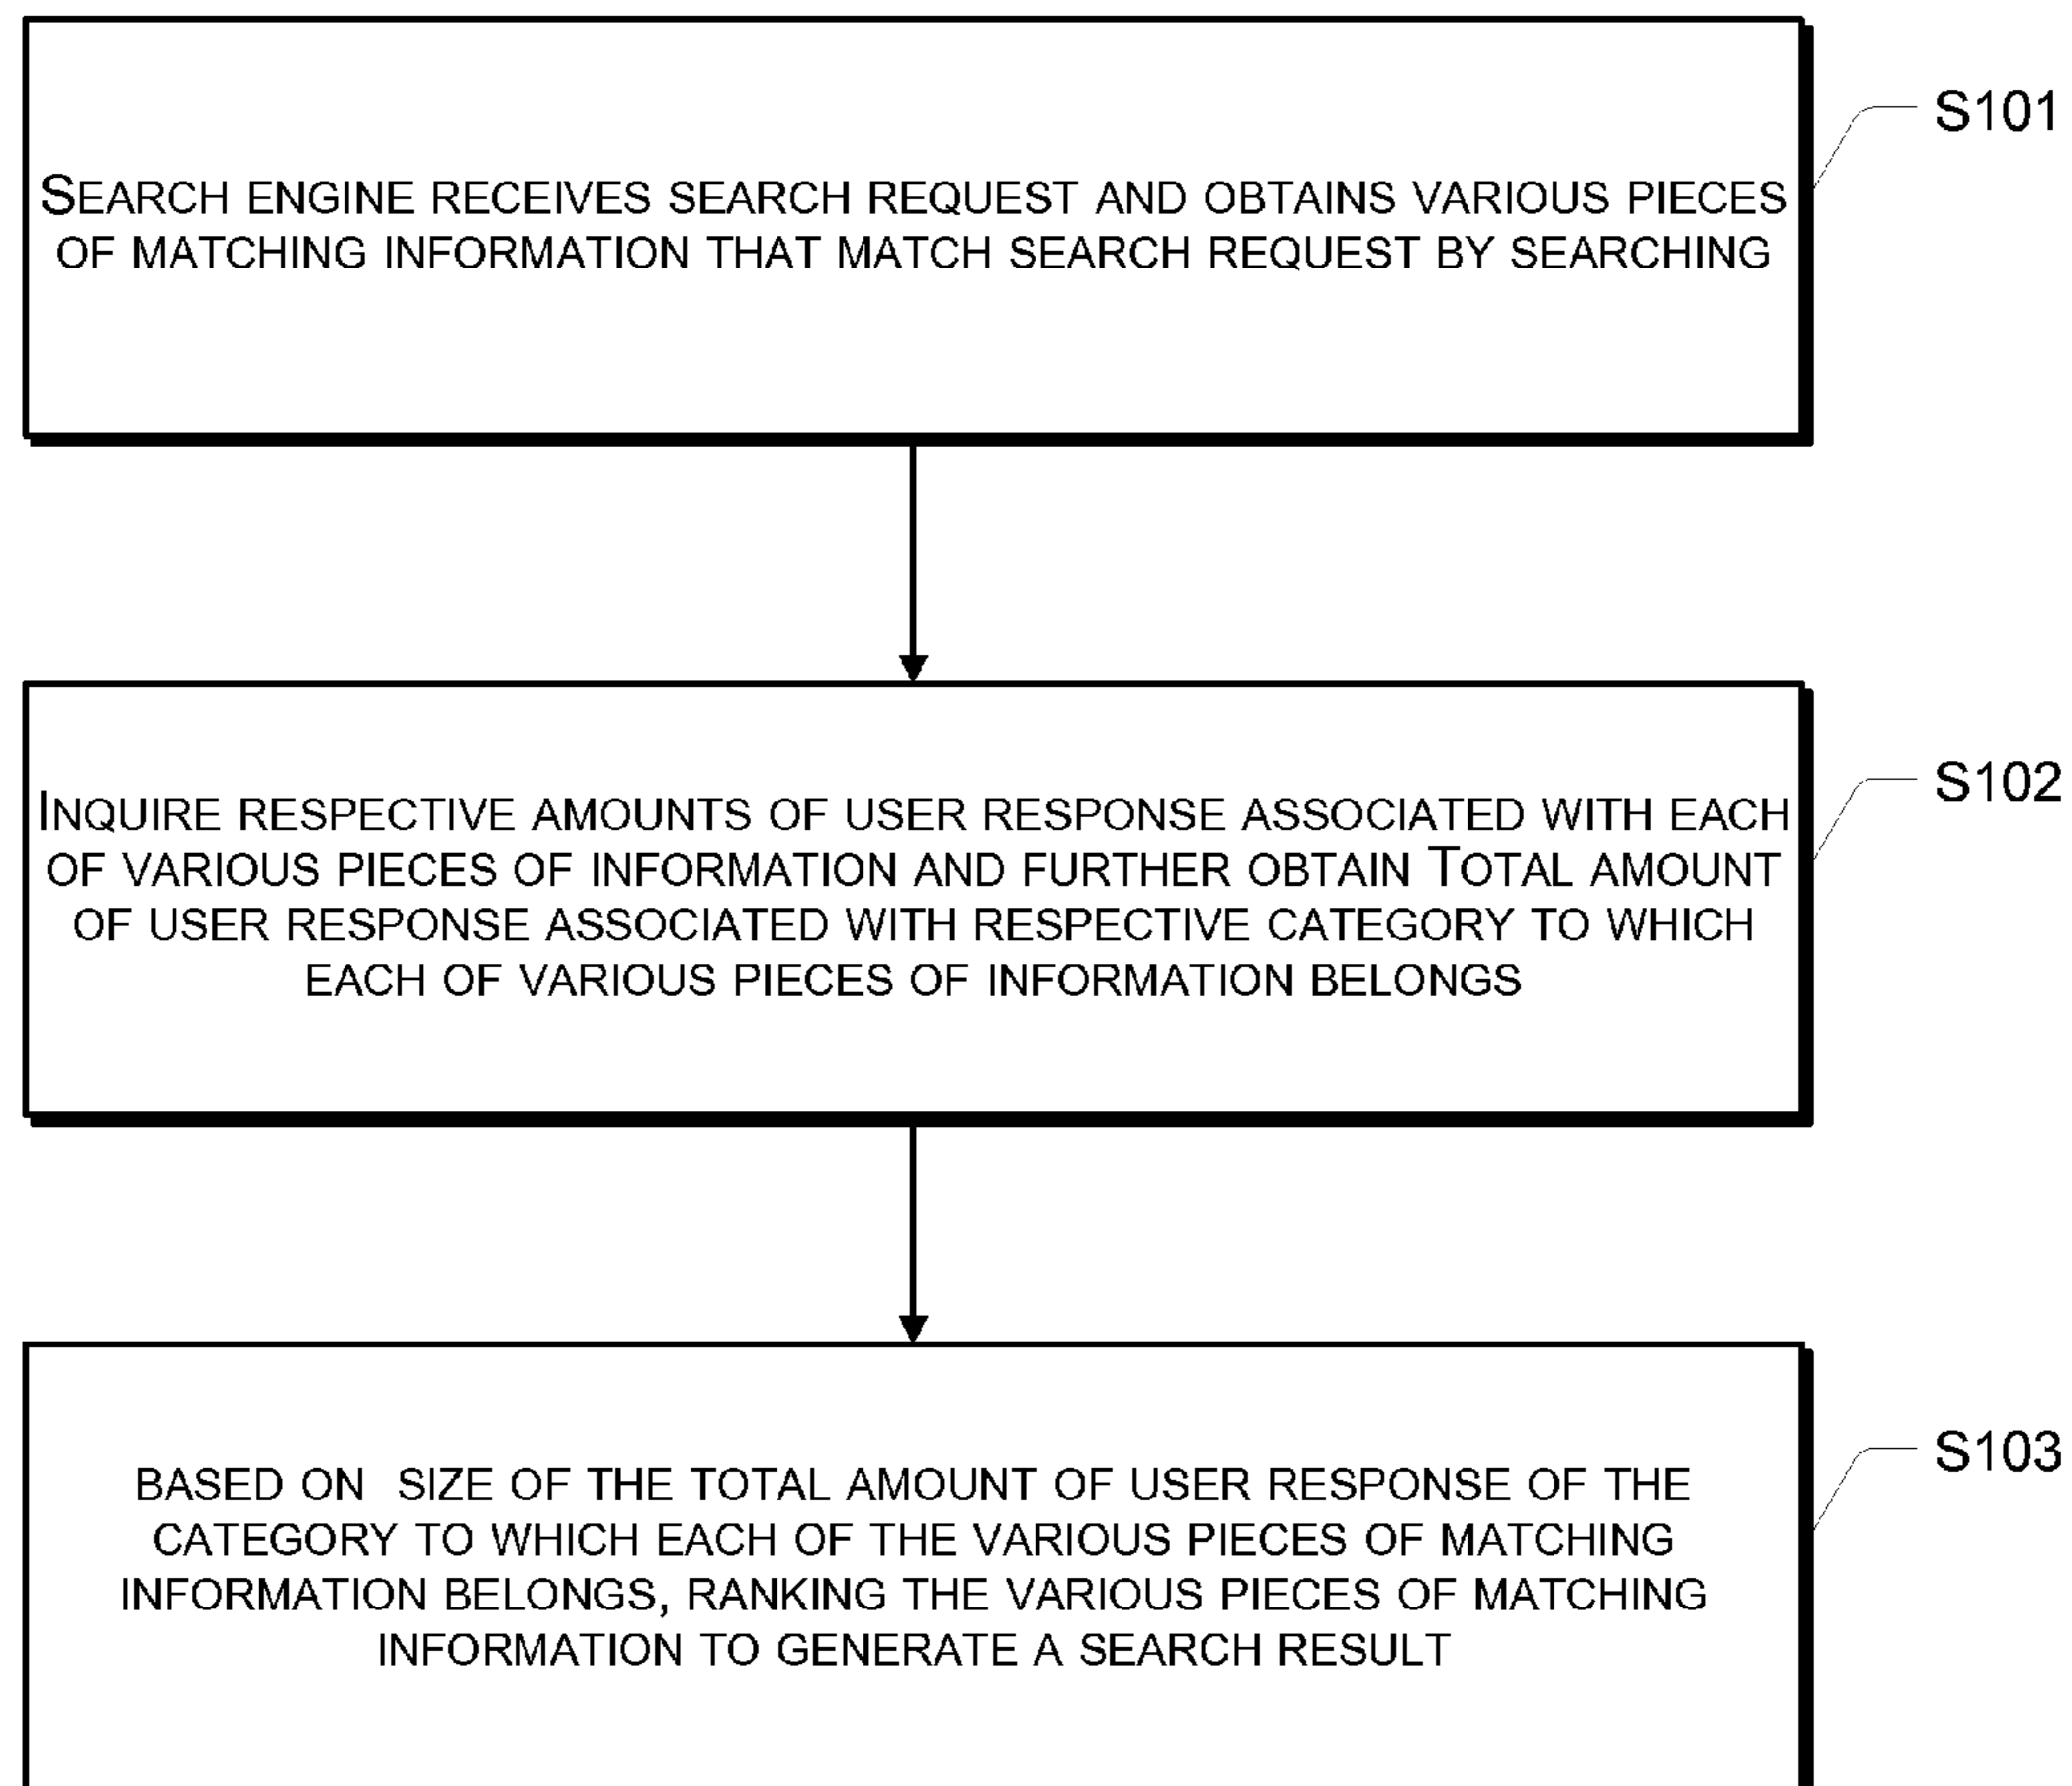 SEARCH ENGINE RECEIVES SEARCH REQUEST AND OBTAINS VARIOUS PIECES
OF MATCHING INFORMATION THAT MATCH SEARCH REQUEST BY SEARCHING
S101
INQUIRE RESPECTIVE AMOUNTS OF USER RESPONSE ASSOCIATED WITH EACH
OF VARIOUS PIECES OF INFORMATION AND FURTHER OBTAIN TOTAL AMOUNT
OF USER RESPONSE ASSOCIATED WITH RESPECTIVE CATEGORY TO WHICH
EACH OF VARIOUS PIECES OF INFORMATION BELONGS
S102
BASED ON SIZE OF THE TOTAL AMOUNT OF USER RESPONSE OF THE
CATEGORY TO WHICH EACH OF THE VARIOUS PIECES OF MATCHING
INFORMATION BELONGS, RANKING THE VARIOUS PIECES OF MATCHING
INFORMATION TO GENERATE A SEARCH RESULT
S103